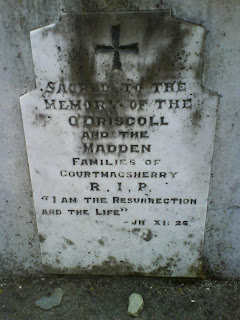 SACRED TO THE
MEMORY OF THE
O'DRISCOLL
AND THE
MADDEN
FAMILIES OF
COURTMACSHERRY
R. I. P.
"I AM THE RESURRECTION
AND THE LIFE"
- JN XI: 25.